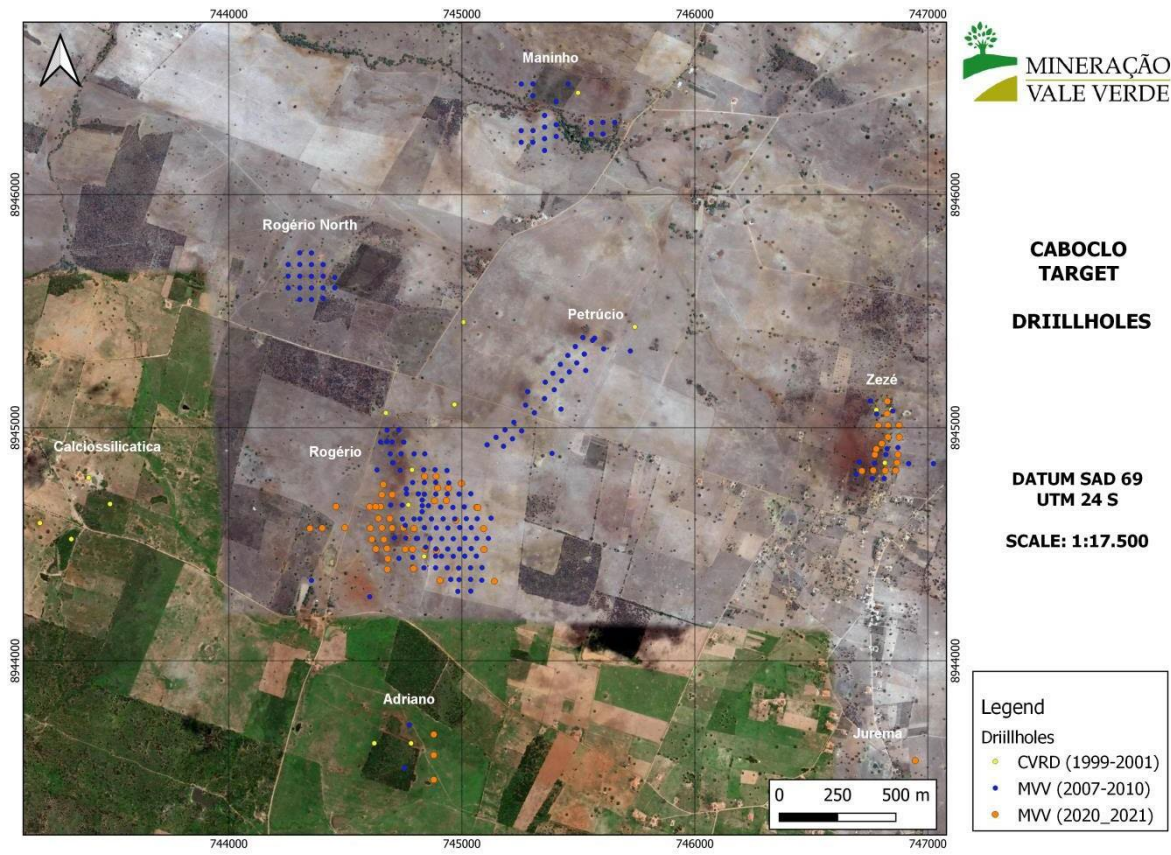 744000
745000
746000
747000
8946000
8945000
8944000
Maninho
Rogério North
Petrúcio
Zezé
Calciossilicatica
Rogério
Adriano
Jurema
0 250 500 m
744000
745000
746000
747000
8946000
8945000
8944000
MINERAÇÃO
VALE VERDE
CABOCLO
TARGET
DRIILLHOLES
DATUM SAD 69
UTM 24 S
SCALE: 1:17.500
Legend
Driillholes
CVRD (1999-2001)
MVV (2007-2010)
MVV (2020_2021)